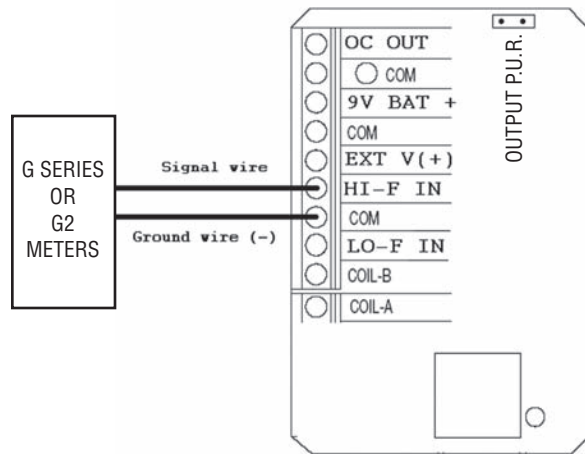 G SERIES
OR
G2
METERS
Signal wire
Ground wire (-)
OC OUT
COM
9V BAT +
COM
EXT V(+)
HI-F IN
COM
LO-F IN
COIL-B
COIL-A
OUTPUT P.U.R.